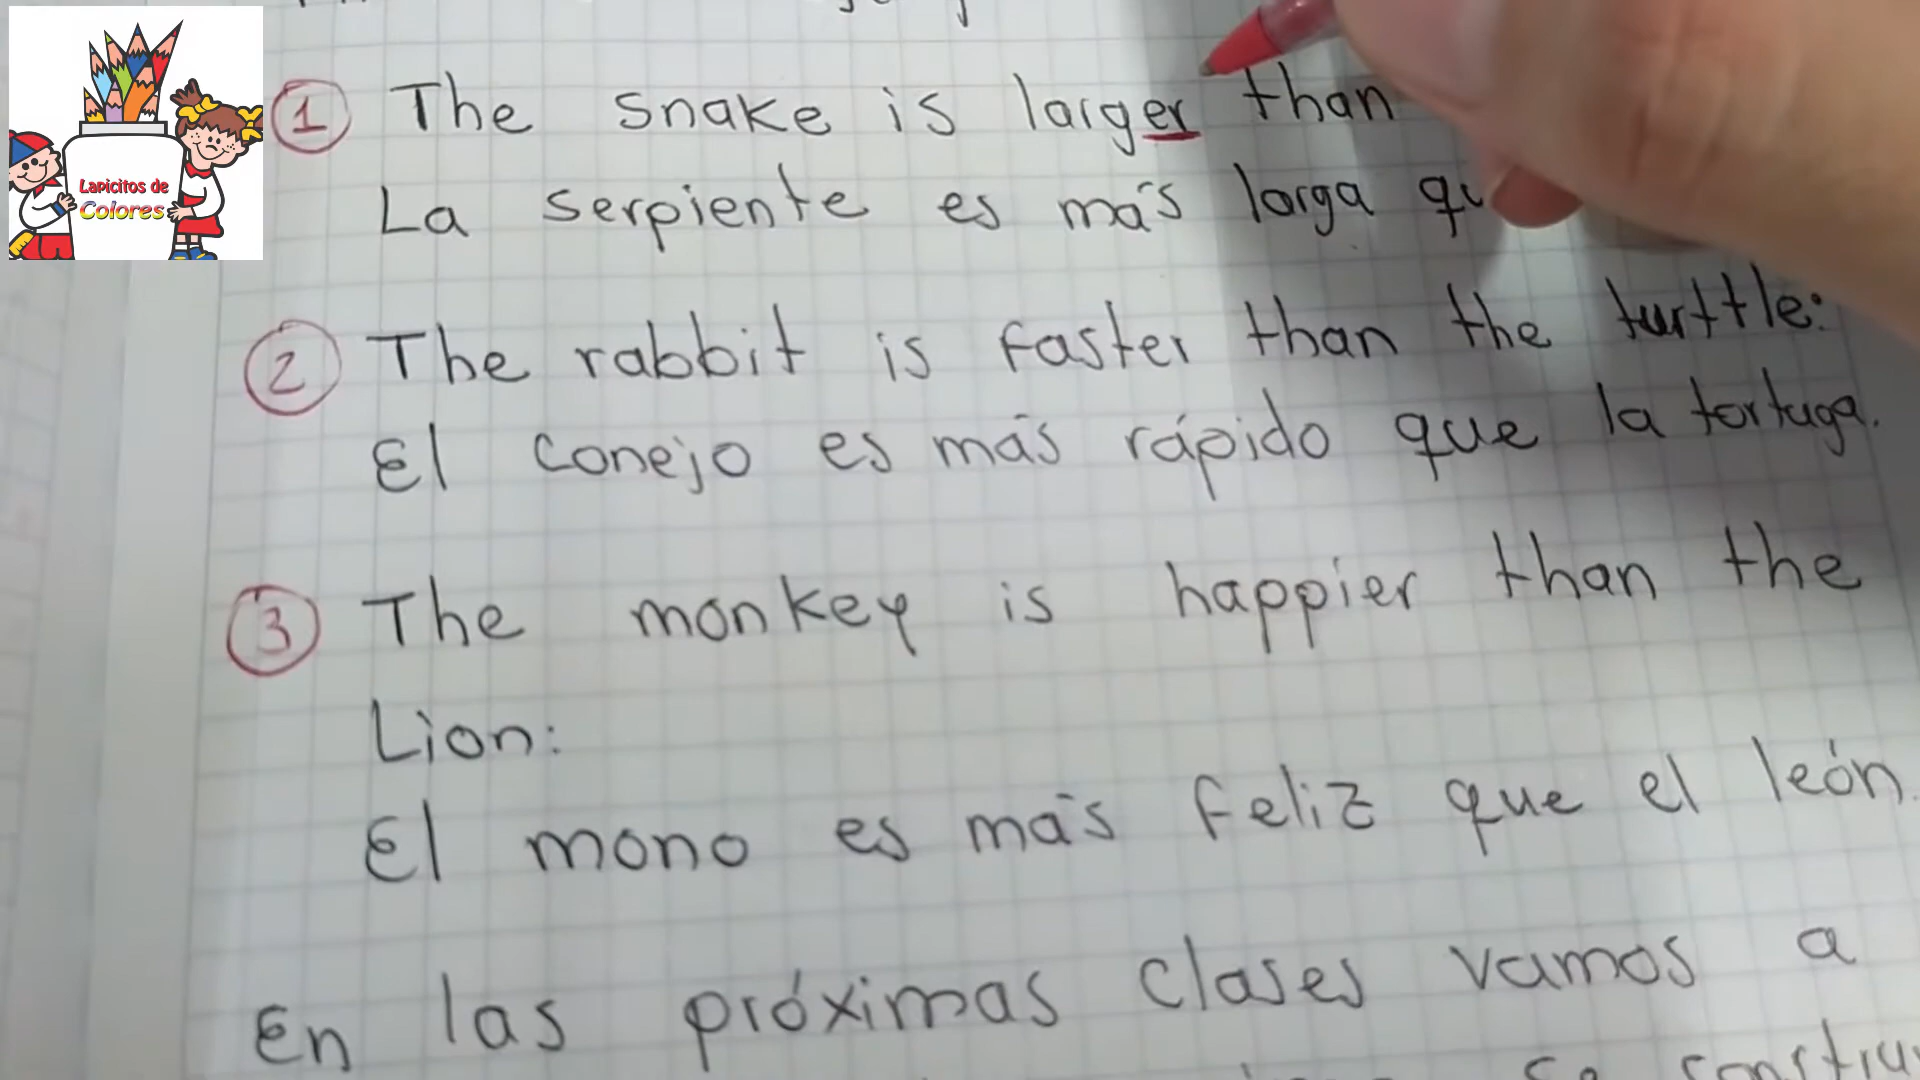 Lapicitos de
Colores
1 The snake is larger than
La serpiente es más larga
2 The rabbit is faster than the turtle:
El conejo es más rápido que la tortuga.
3 The monkey is happier than the
Lion:
El mono es más feliz que el león.
En las próximas clases vamos a
se